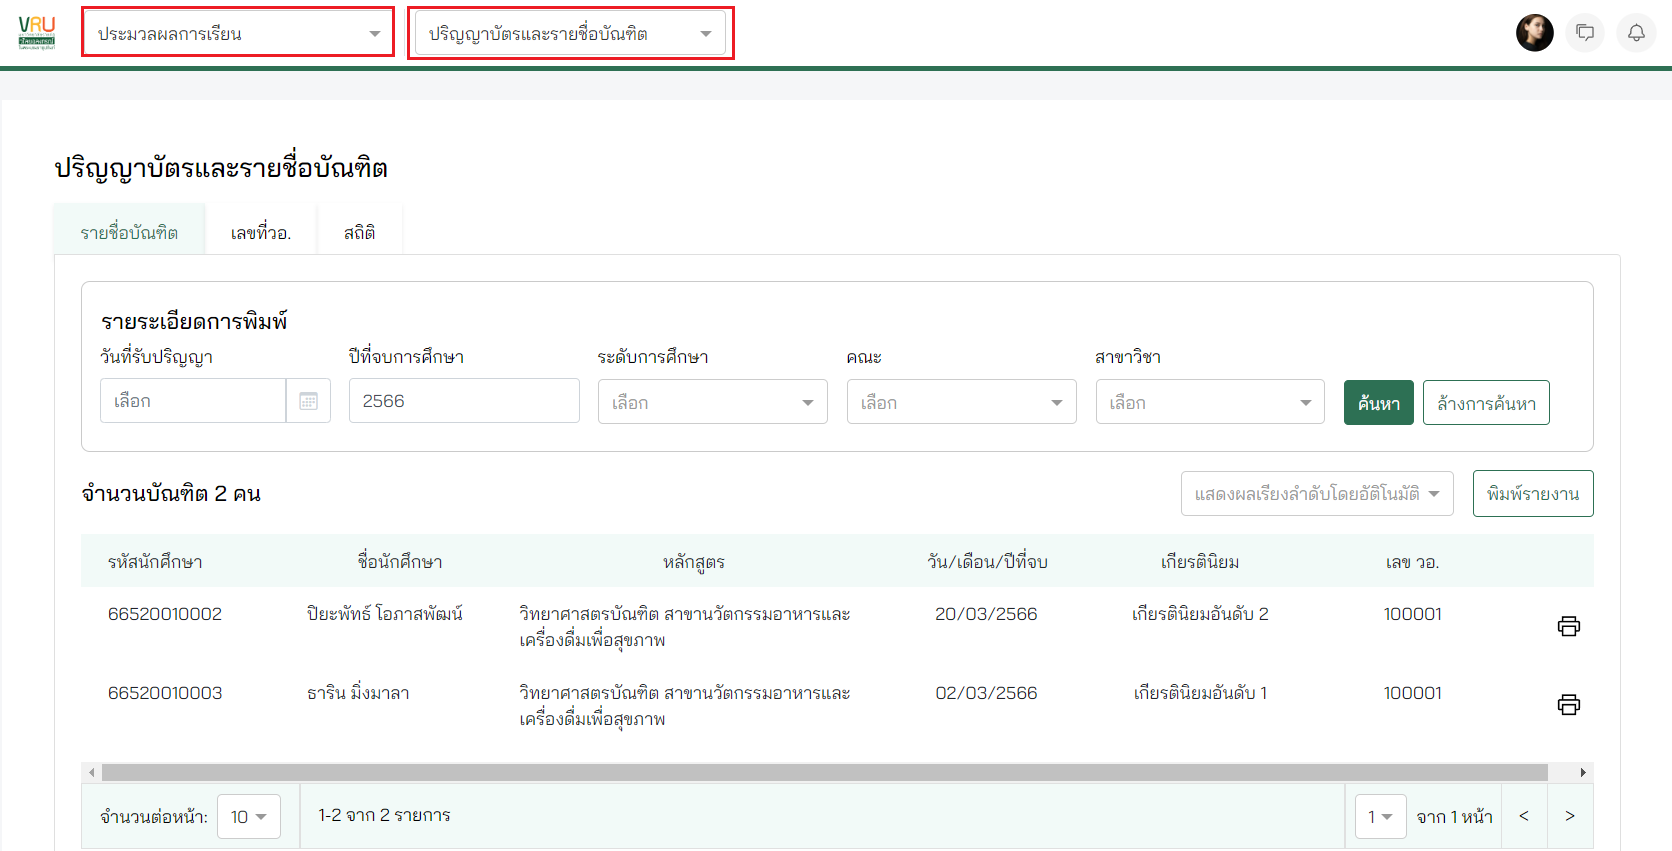 VRU
ประมวลผลการเรียน
ปริญญาบัตรและรายชื่อบัณฑิต
ปริญญาบัตรและรายชื่อบัณฑิต
รายชื่อบัณฑิต เลขที่วอ. สถิติ
รายระเอียดการพิมพ์
วันที่รับปริญญา ปีที่จบการศึกษา ระดับการศึกษา คณะ สาขาวิชา
เลือก 2566 เลือก เลือก เลือก ค้นหา ล้างการค้นหา
จำนวนบัณฑิต 2 คน แสดงผลเรียงลำดับโดยอัติโนมัติ พิมพ์รายงาน
รหัสนักศึกษา ชื่อนักศึกษา หลักสูตร วัน/เดือน/ปีที่จบ เกียรตินิยม เลข วอ.
66520010002 ปิยะพัทธ์ โอภาสพัฒน์ วิทยาศาสตรบัณฑิต สาขานวัตกรรมอาหารและ 20/03/2566 เกียรตินิยมอันดับ 2 100001
เครื่องดื่มเพื่อสุขภาพ
66520010003 ธาริน มิ่งมาลา วิทยาศาสตรบัณฑิต สาขานวัตกรรมอาหารและ 02/03/2566 เกียรตินิยมอันดับ 1 100001
เครื่องดื่มเพื่อสุขภาพ
จำนวนต่อหน้า: 10 1-2 จาก 2 รายการ 1 จาก 1 หน้า < >